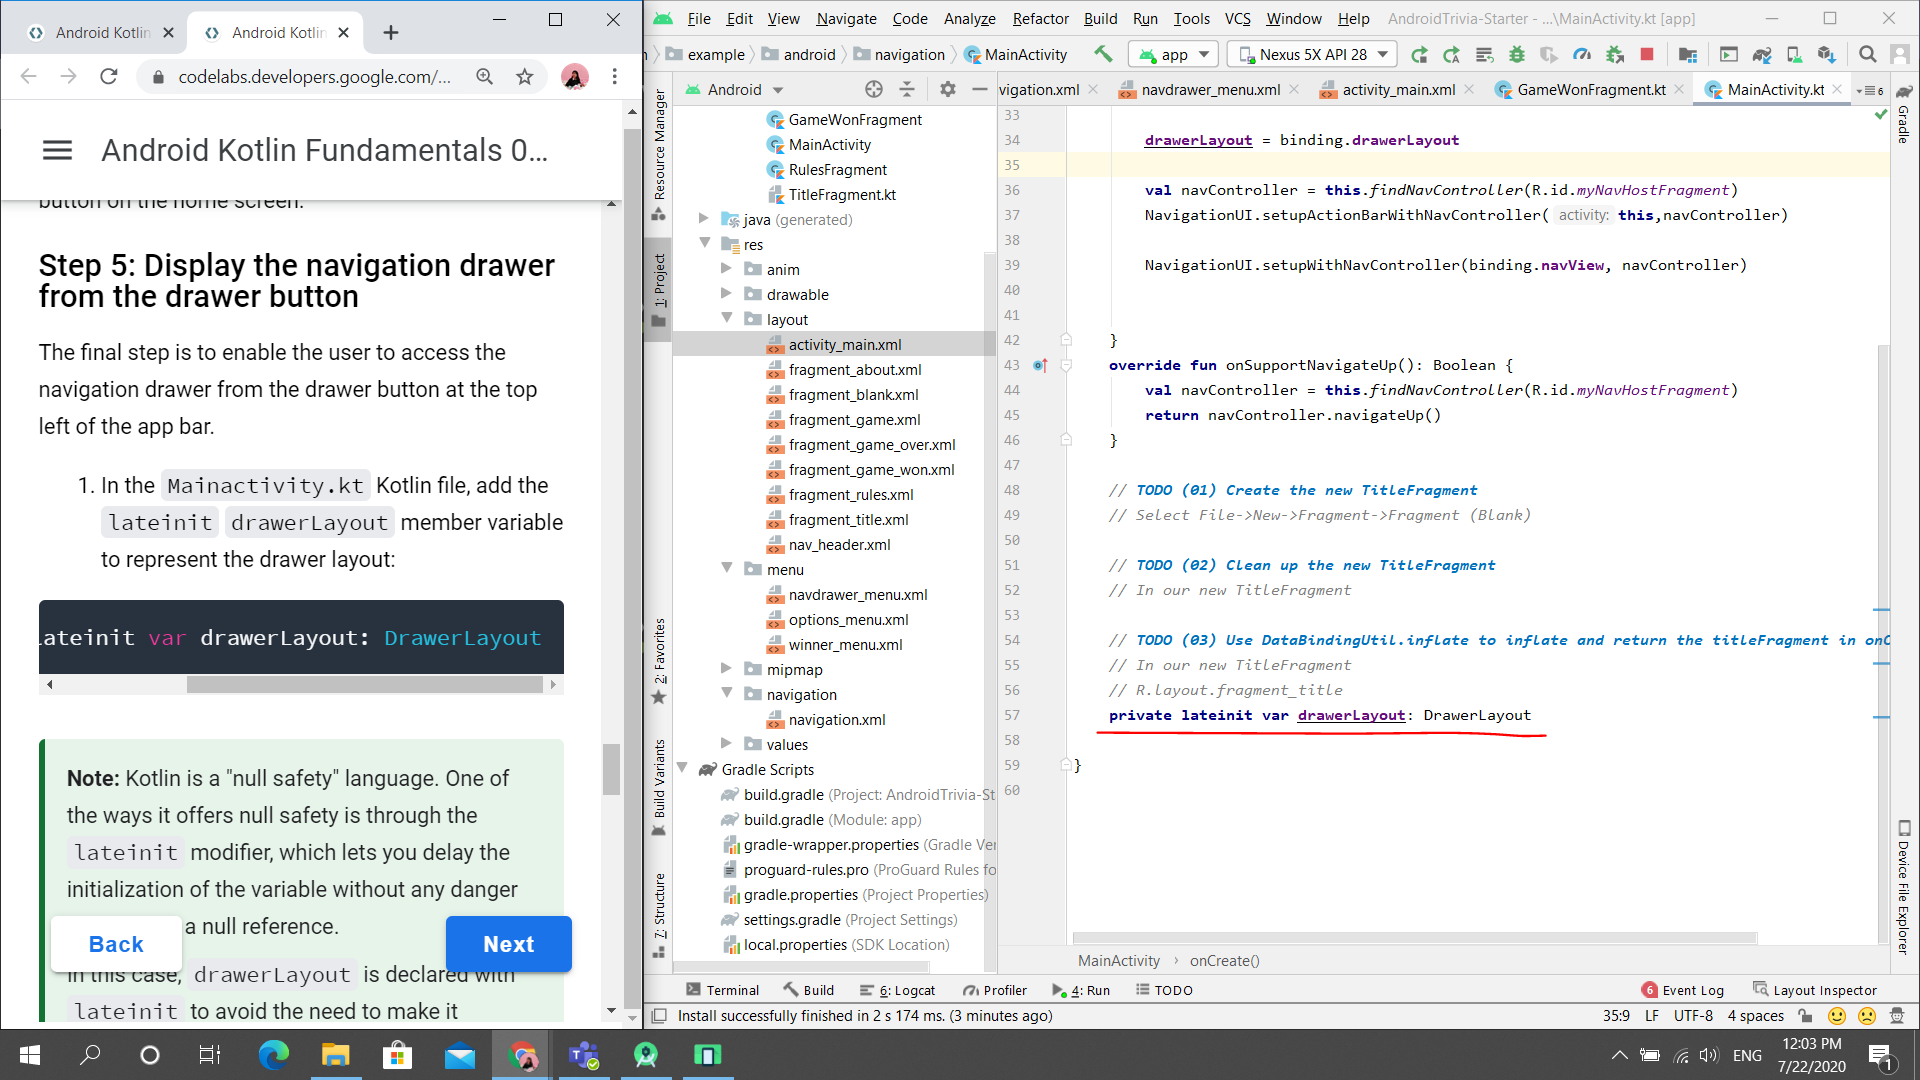 Android Kotlin
Android Kotlin
codelabs.developers.google.com/...
Android Kotlin Fundamentals 0...
button on the home screen.
Step 5: Display the navigation drawer
from the drawer button
The final step is to enable the user to access the
navigation drawer from the drawer button at the top
left of the app bar.
1. In the Mainactivity.kt Kotlin file, add the
lateinit drawerLayout member variable
to represent the drawer layout:
lateinit var drawerLayout: DrawerLayout
Note: Kotlin is a "null safety" language. One of
the ways it offers null safety is through the
lateinit modifier, which lets you delay the
initialization of the variable without any danger
a null reference.
Back
Next
In this case, drawerLayout is declared with
lateinit to avoid the need to make it
File Edit View Navigate Code Analyze Refactor Build Run Tools VCS Window Help AndroidTrivia-Starter - ...\MainActivity.kt [app]
example android navigation MainActivity app Nexus 5X API 28
Android
vigation.xml navdrawer_menu.xml activity_main.xml GameWonFragment.kt MainActivity.kt 6
Resource Manager
1: Project
2: Favorites
Build Variants
7: Structure
GameWonFragment
MainActivity
RulesFragment
TitleFragment.kt
java (generated)
res
anim
drawable
layout
activity_main.xml
fragment_about.xml
fragment_blank.xml
fragment_game.xml
fragment_game_over.xml
fragment_game_won.xml
fragment_rules.xml
fragment_title.xml
nav_header.xml
menu
navdrawer_menu.xml
options_menu.xml
winner_menu.xml
mipmap
navigation
navigation.xml
values
Gradle Scripts
build.gradle (Project: AndroidTrivia-St
build.gradle (Module: app)
gradle-wrapper.properties (Gradle Ver
proguard-rules.pro (ProGuard Rules fo
gradle.properties (Project Properties)
settings.gradle (Project Settings)
local.properties (SDK Location)
33
34 drawerLayout = binding.drawerLayout
35
36 val navController = this.findNavController(R.id.myNavHostFragment)
37 NavigationUI.setupActionBarWithNavController( activity: this,navController)
38
39 NavigationUI.setupWithNavController(binding.navView, navController)
40
41
42 }
43 override fun onSupportNavigateUp(): Boolean {
44 val navController = this.findNavController(R.id.myNavHostFragment)
45 return navController.navigateUp()
46 }
47
48 // TODO (01) Create the new TitleFragment
49 // Select File->New->Fragment->Fragment (Blank)
50
51 // TODO (02) Clean up the new TitleFragment
52 // In our new TitleFragment
53
54 // TODO (03) Use DataBindingUtil.inflate to inflate and return the titleFragment in onC
55 // In our new TitleFragment
56 // R.layout.fragment_title
57 private lateinit var drawerLayout: DrawerLayout
58
59 }
60
Gradle
Device File Explorer
MainActivity › onCreate()
Terminal Build 6: Logcat Profiler 4: Run TODO 6 Event Log Layout Inspector
Install successfully finished in 2 s 174 ms. (3 minutes ago) 35:9 LF UTF-8 4 spaces
ENG
12:03 PM
7/22/2020
1